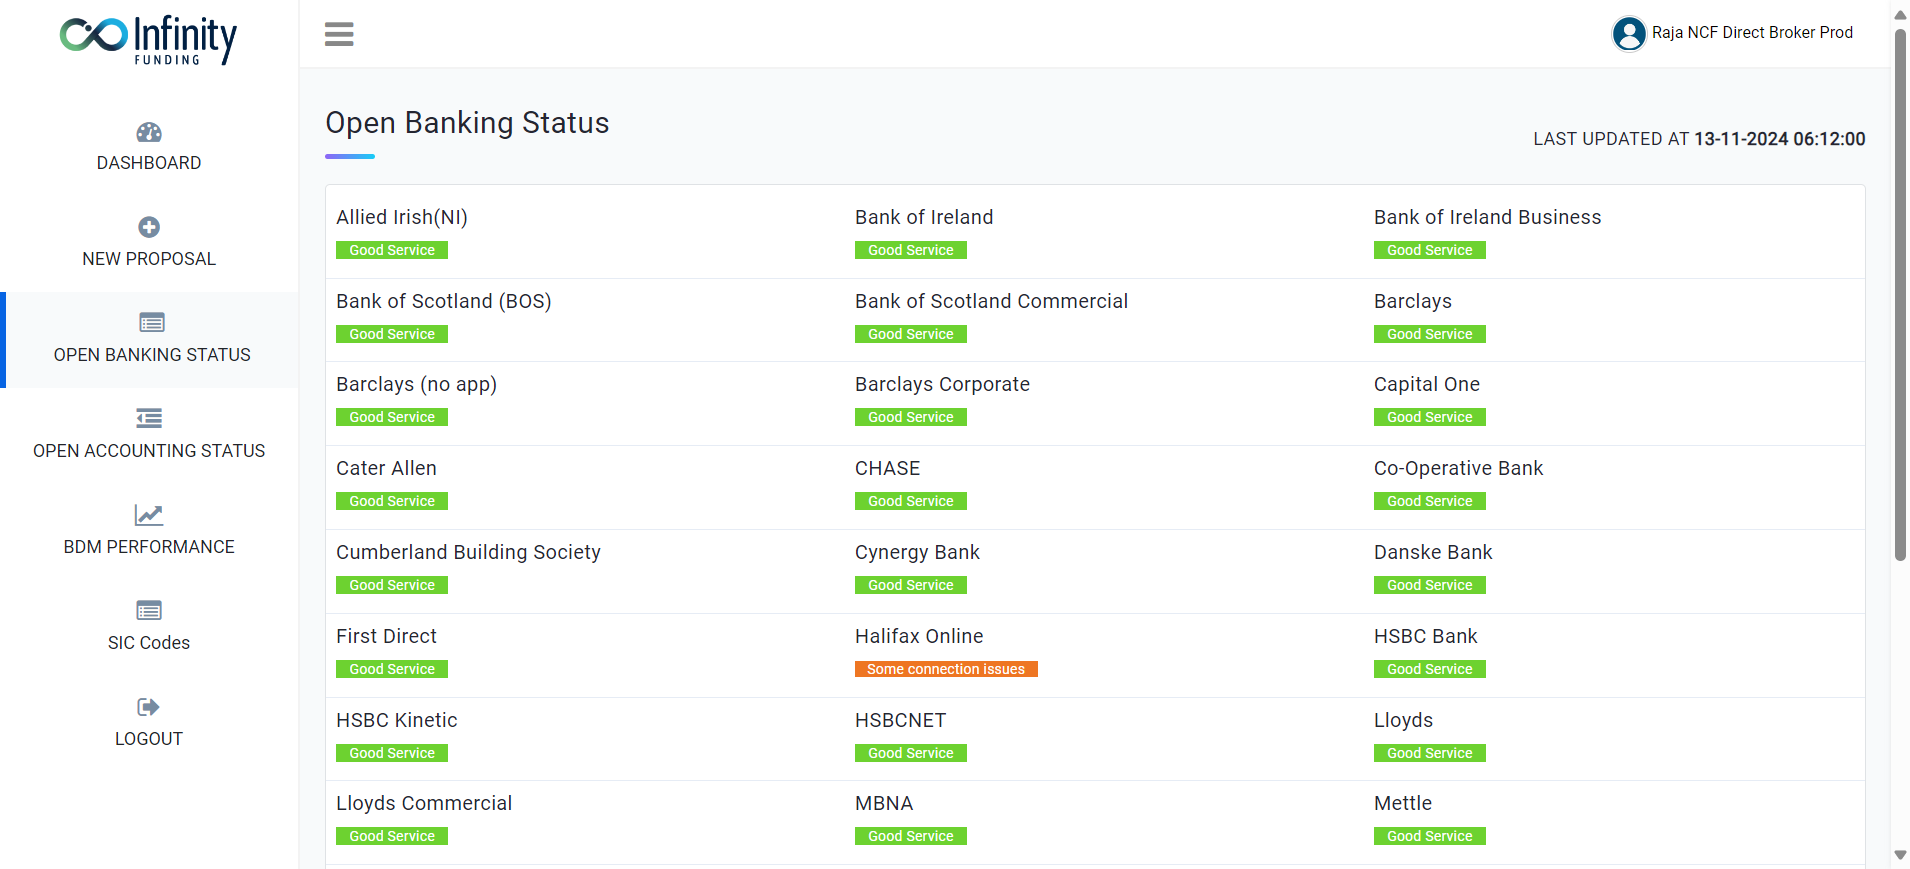 Infinity
FUNDING
Raja NCF Direct Broker Prod
DASHBOARD
NEW PROPOSAL
OPEN BANKING STATUS
OPEN ACCOUNTING STATUS
BDM PERFORMANCE
SIC Codes
LOGOUT
Open Banking Status
LAST UPDATED AT 13-11-2024 06:12:00
Allied Irish(NI)
Good Service
Bank of Ireland
Good Service
Bank of Ireland Business
Good Service
Bank of Scotland (BOS)
Good Service
Bank of Scotland Commercial
Good Service
Barclays
Good Service
Barclays (no app)
Good Service
Barclays Corporate
Good Service
Capital One
Good Service
Cater Allen
Good Service
CHASE
Good Service
Co-Operative Bank
Good Service
Cumberland Building Society
Good Service
Cynergy Bank
Good Service
Danske Bank
Good Service
First Direct
Good Service
Halifax Online
Some connection issues
HSBC Bank
Good Service
HSBC Kinetic
Good Service
HSBCNET
Good Service
Lloyds
Good Service
Lloyds Commercial
Good Service
MBNA
Good Service
Mettle
Good Service